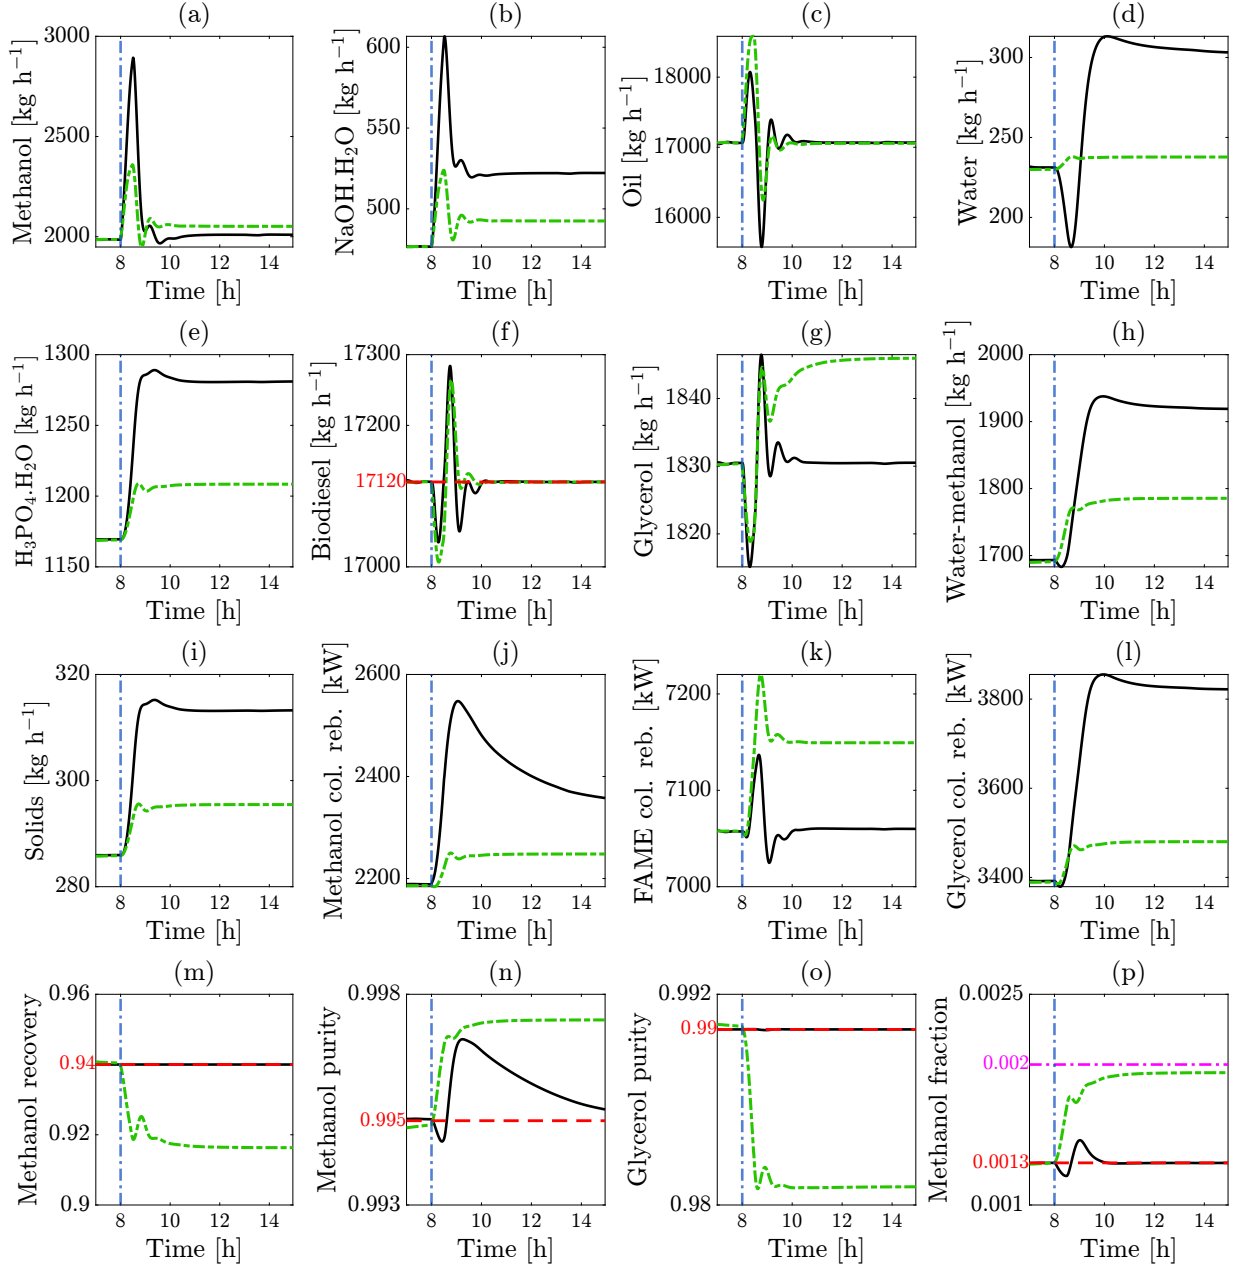 (a)
Methanol [kg h⁻¹]
3000
2500
2000
8 10 12 14
Time [h]
(b)
NaOH.H₂O [kg h⁻¹]
600
550
500
8 10 12 14
Time [h]
(c)
Oil [kg h⁻¹]
18000
17000
16000
8 10 12 14
Time [h]
(d)
Water [kg h⁻¹]
300
250
200
8 10 12 14
Time [h]
(e)
H₃PO₄.H₂O [kg h⁻¹]
1300
1250
1200
1150
8 10 12 14
Time [h]
(f)
Biodiesel [kg h⁻¹]
17300
17200
17120
17000
8 10 12 14
Time [h]
(g)
Glycerol [kg h⁻¹]
1840
1830
1820
8 10 12 14
Time [h]
(h)
Water-methanol [kg h⁻¹]
2000
1900
1800
1700
8 10 12 14
Time [h]
(i)
Solids [kg h⁻¹]
320
300
280
8 10 12 14
Time [h]
(j)
Methanol col. reb. [kW]
2600
2400
2200
8 10 12 14
Time [h]
(k)
FAME col. reb. [kW]
7200
7100
7000
8 10 12 14
Time [h]
(l)
Glycerol col. reb. [kW]
3800
3600
3400
8 10 12 14
Time [h]
(m)
Methanol recovery
0.96
0.94
0.92
0.9
8 10 12 14
Time [h]
(n)
Methanol purity
0.998
0.995
0.993
8 10 12 14
Time [h]
(o)
Glycerol purity
0.992
0.99
0.98
8 10 12 14
Time [h]
(p)
Methanol fraction
0.0025
0.002
0.0013
0.001
8 10 12 14
Time [h]